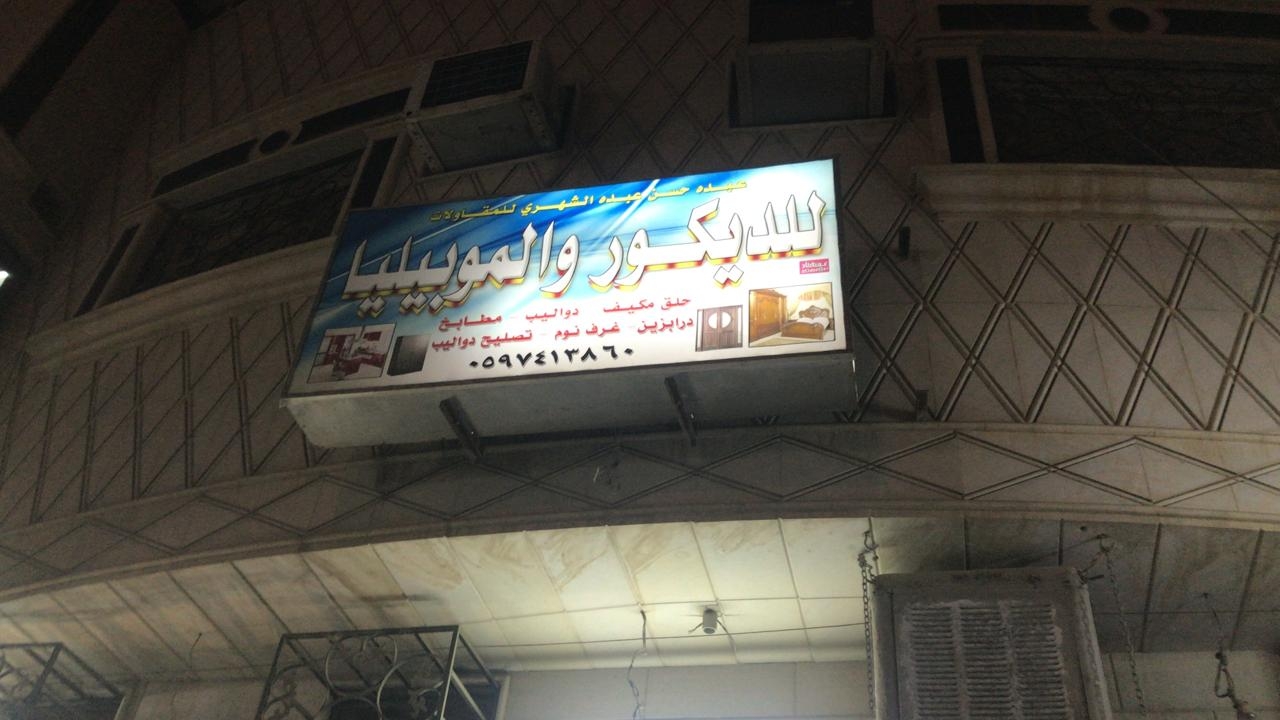 عبده حسن عبده الشهري للمقاولات
للديكور والموبيليا
حلق مكيف - دواليب - مطابخ
درابزين - غرف نوم - تصليح دواليب
٠٥٩٧٤١٣٨٦٠